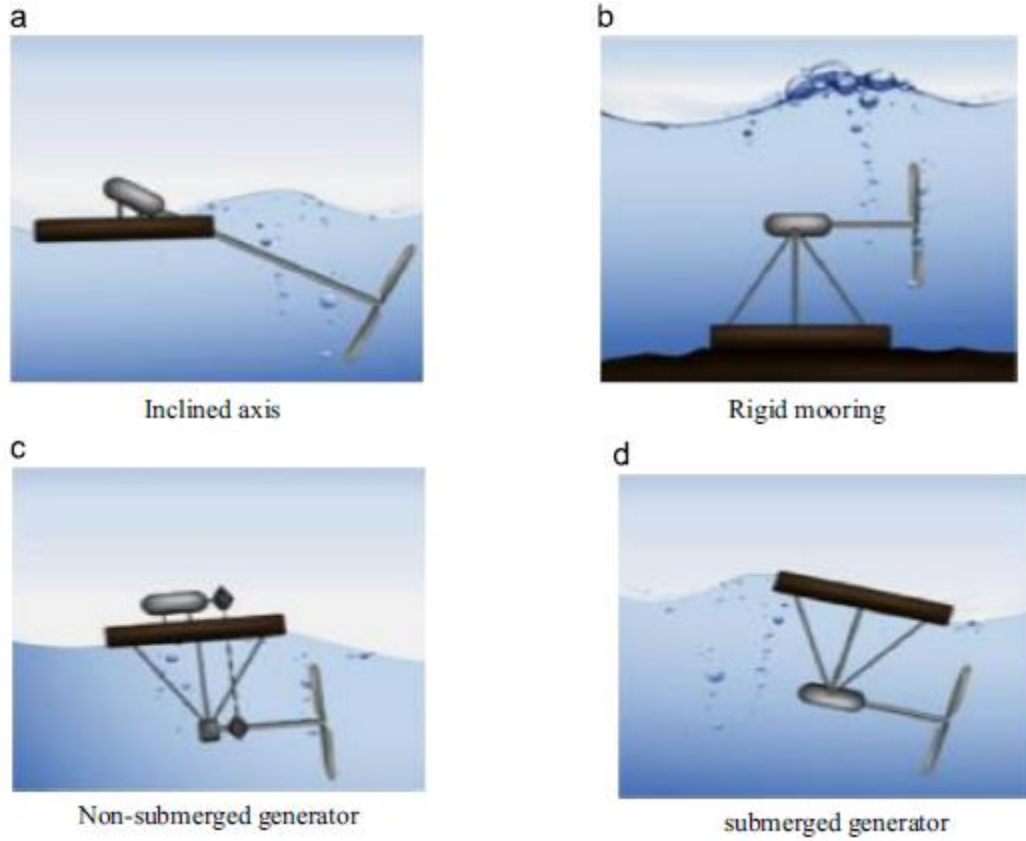 a
b
Inclined axis
Rigid mooring
c
d
Non-submerged generator
submerged generator